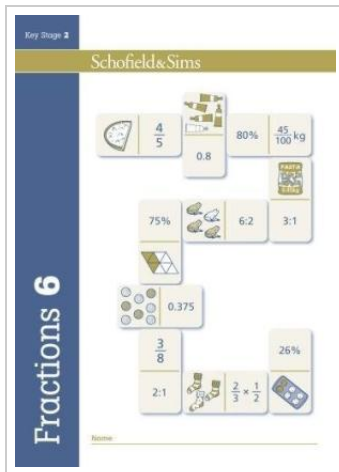 Key Stage 2
Schofield&Sims
4/5
0.8
80%
45/100 kg
PASTA
75%
6:2
3:1
0.375
3/8
2:1
2/3 × 1/2
26%
Fractions 6
Name